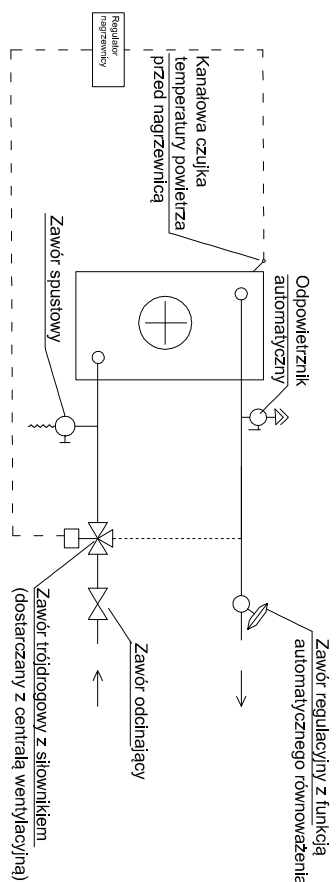 Regulator
nagrzewnicy
Kanałowa czujka
temperatury powietrza
przed nagrzewnicą
Odpowietrznik
automatyczny
Zawór spustowy
Zawór regulacyjny z funkcją
automatycznego równoważenia
Zawór odcinający
Zawór trójdrogowy z siłownikiem
(dostarczany z centralą wentylacyjną)